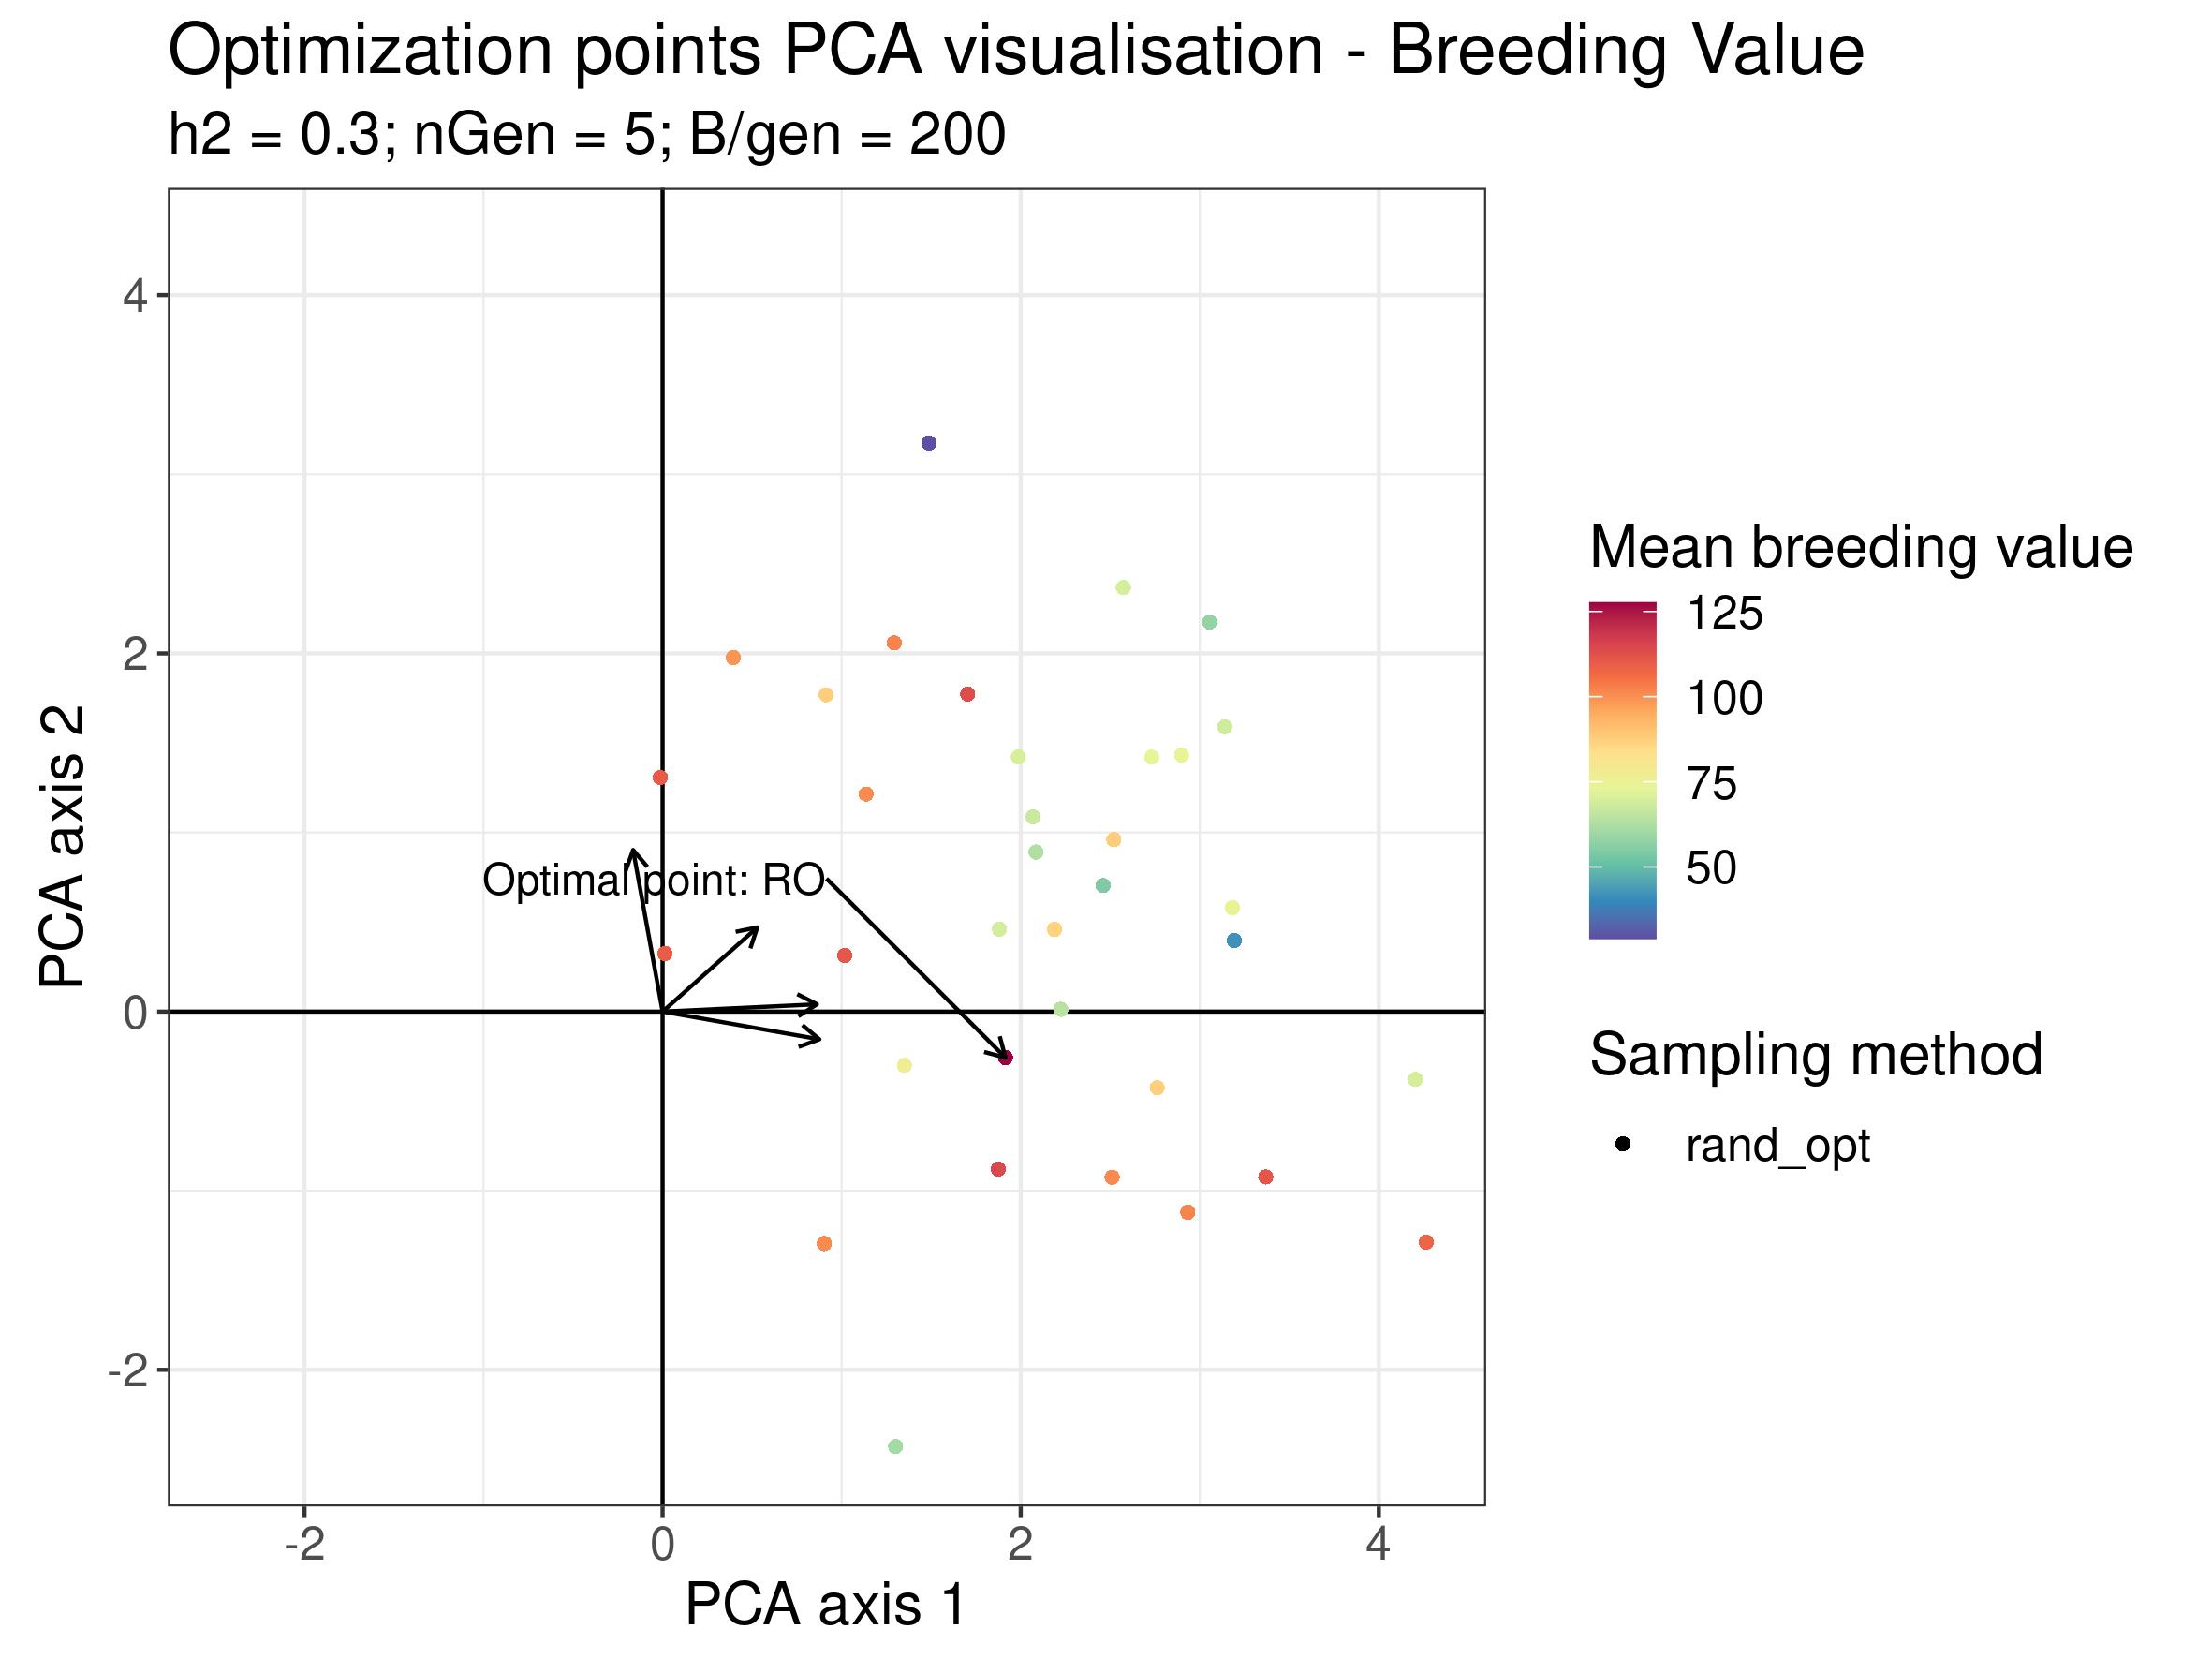 Optimization points PCA visualisation - Breeding Value
h2 = 0.3; nGen = 5; B/gen = 200
4
2
0
-2
PCA axis 2
Optimal point: RO
-2
0
2
4
PCA axis 1
Mean breeding value
125
100
75
50
Sampling method
rand_opt